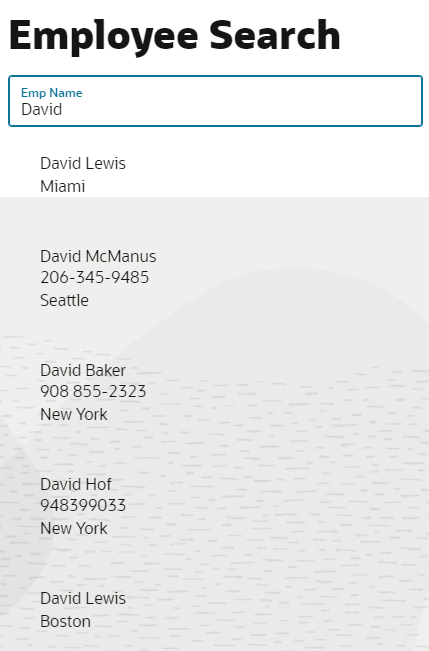 Employee Search
Emp Name
David
David Lewis
Miami
David McManus
206-345-9485
Seattle
David Baker
908 855-2323
New York
David Hof
948399033
New York
David Lewis
Boston